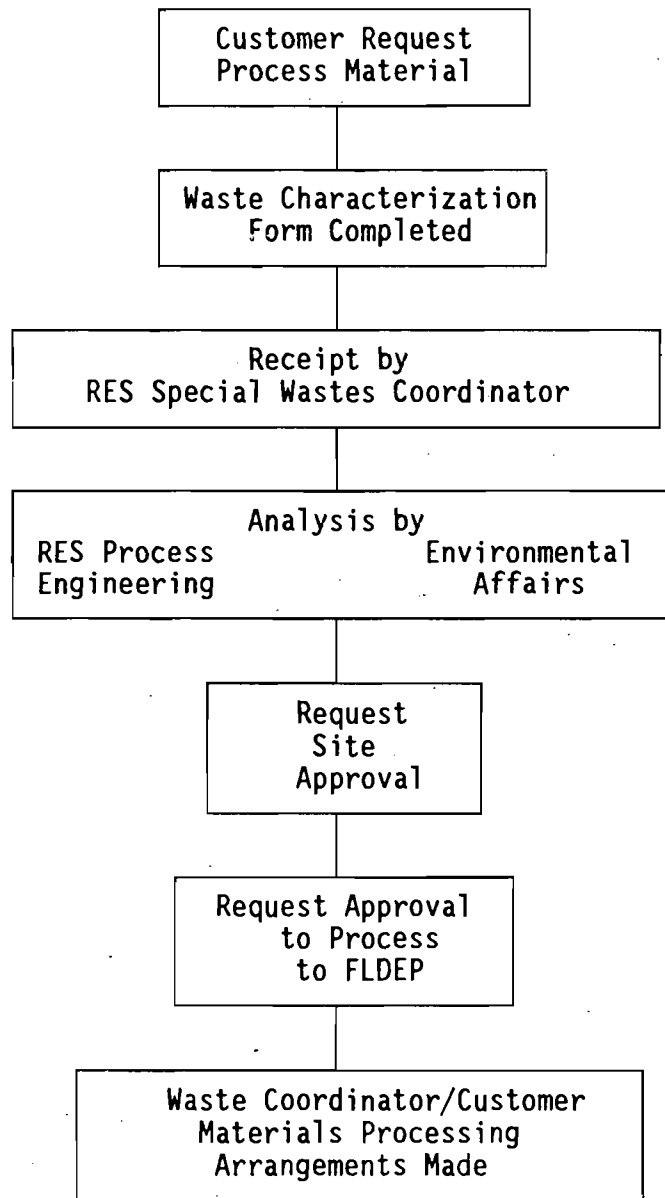 Customer Request
Process Material
Waste Characterization
Form Completed
Receipt by
RES Special Wastes Coordinator
Analysis by
RES Process Environmental
Engineering Affairs
Request
Site
Approval
Request Approval
to Process
to FLDEP
Waste Coordinator/Customer
Materials Processing
Arrangements Made